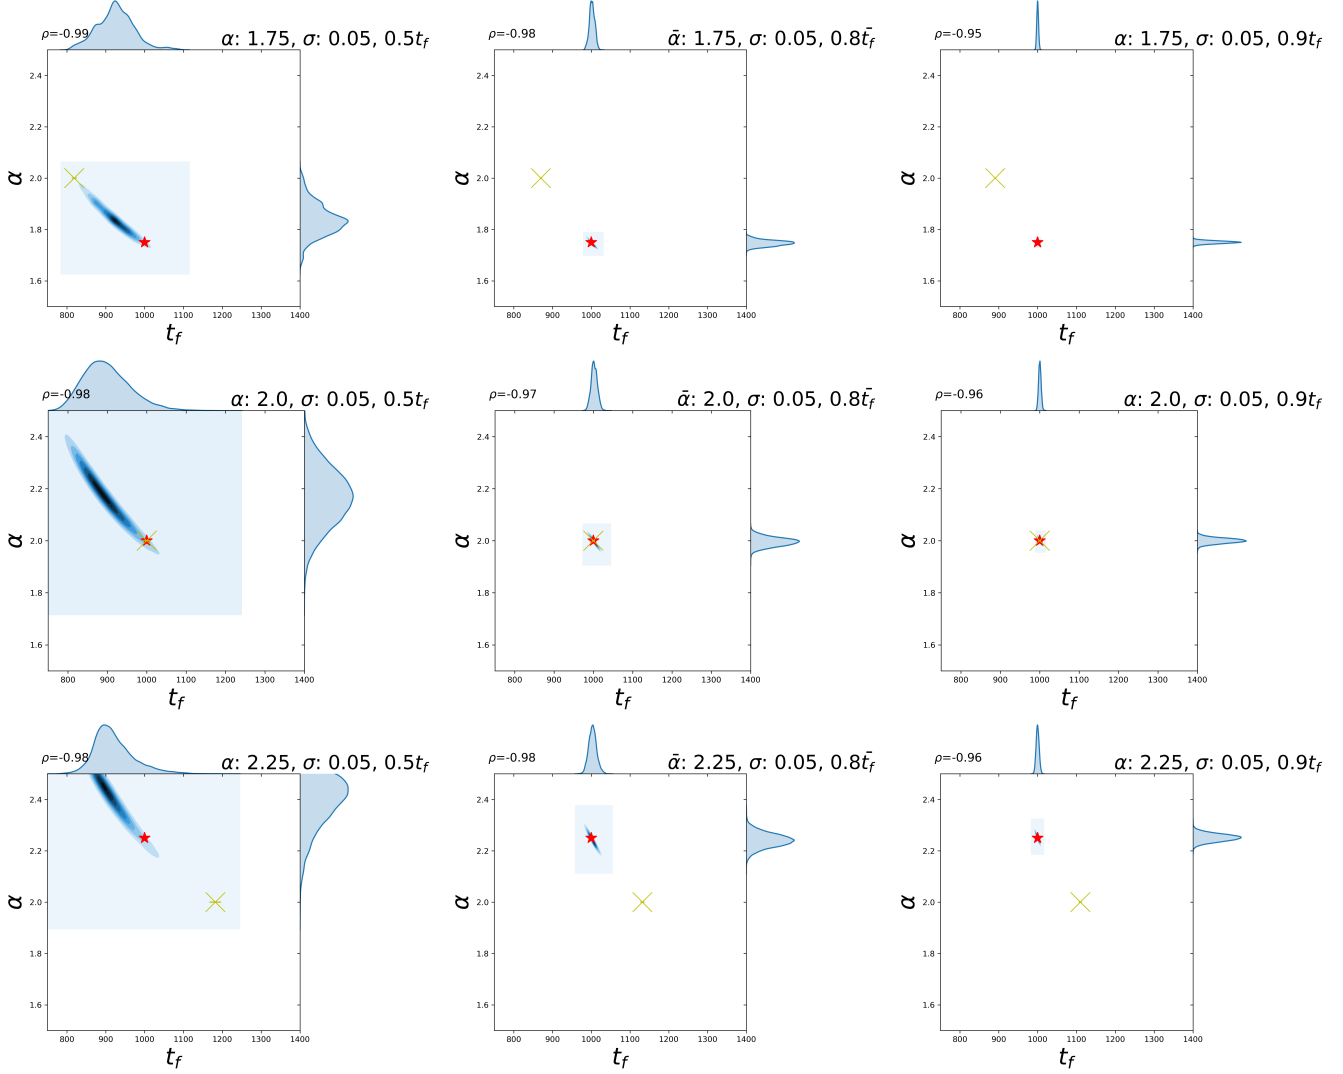 ρ=-0.99 α: 1.75, σ: 0.05, 0.5t_f
ρ=-0.98 ᾱ: 1.75, σ: 0.05, 0.8t̄_f
ρ=-0.95 α: 1.75, σ: 0.05, 0.9t_f
2.4 2.4 2.4
2.2 2.2 2.2
α 2.0 α 2.0 α 2.0
1.8 1.8 1.8
1.6 1.6 1.6
800 900 1000 1100 1200 1300 1400
800 900 1000 1100 1200 1300 1400
800 900 1000 1100 1200 1300 1400
t_f t_f t_f
ρ=-0.98 α: 2.0, σ: 0.05, 0.5t_f
ρ=-0.97 ᾱ: 2.0, σ: 0.05, 0.8t̄_f
ρ=-0.96 α: 2.0, σ: 0.05, 0.9t_f
2.4 2.4 2.4
2.2 2.2 2.2
α 2.0 α 2.0 α 2.0
1.8 1.8 1.8
1.6 1.6 1.6
800 900 1000 1100 1200 1300 1400
800 900 1000 1100 1200 1300 1400
800 900 1000 1100 1200 1300 1400
t_f t_f t_f
ρ=-0.98 α: 2.25, σ: 0.05, 0.5t_f
ρ=-0.98 ᾱ: 2.25, σ: 0.05, 0.8t̄_f
ρ=-0.96 α: 2.25, σ: 0.05, 0.9t_f
2.4 2.4 2.4
2.2 2.2 2.2
α 2.0 α 2.0 α 2.0
1.8 1.8 1.8
1.6 1.6 1.6
800 900 1000 1100 1200 1300 1400
800 900 1000 1100 1200 1300 1400
800 900 1000 1100 1200 1300 1400
t_f t_f t_f